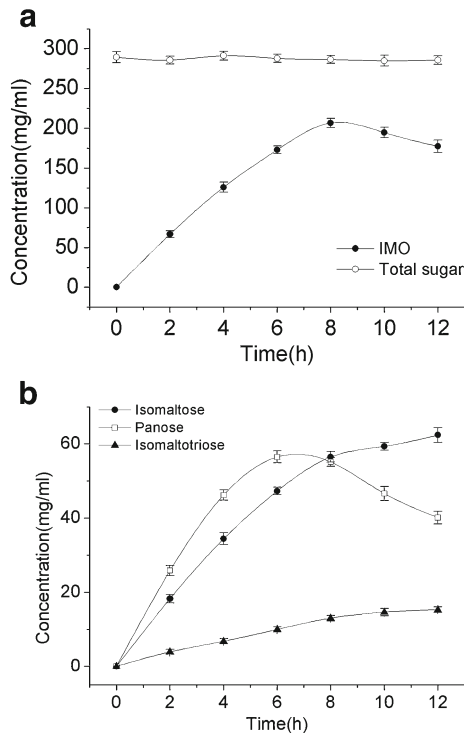 a
300
250
200
150
100
50
0
Concentration(mg/ml)
IMO
Total sugar
0 2 4 6 8 10 12
Time(h)
b
Isomaltose
Panose
Isomaltotriose
60
40
20
0
Concentration(mg/ml)
0 2 4 6 8 10 12
Time(h)